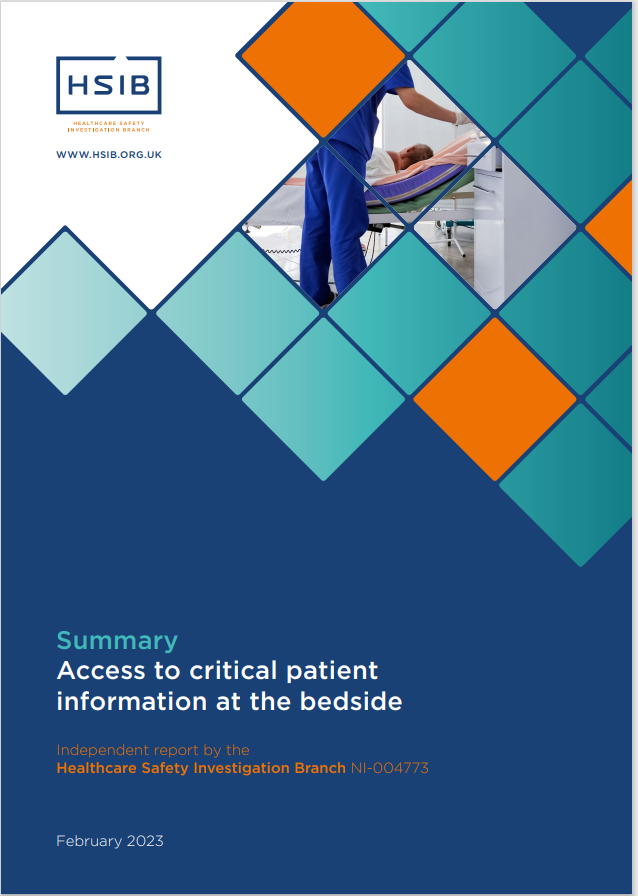 HSIB
HEALTHCARE SAFETY
INVESTIGATION BRANCH
WWW.HSIB.ORG.UK
Summary
Access to critical patient
information at the bedside
Independent report by the
Healthcare Safety Investigation Branch NI-004773
February 2023